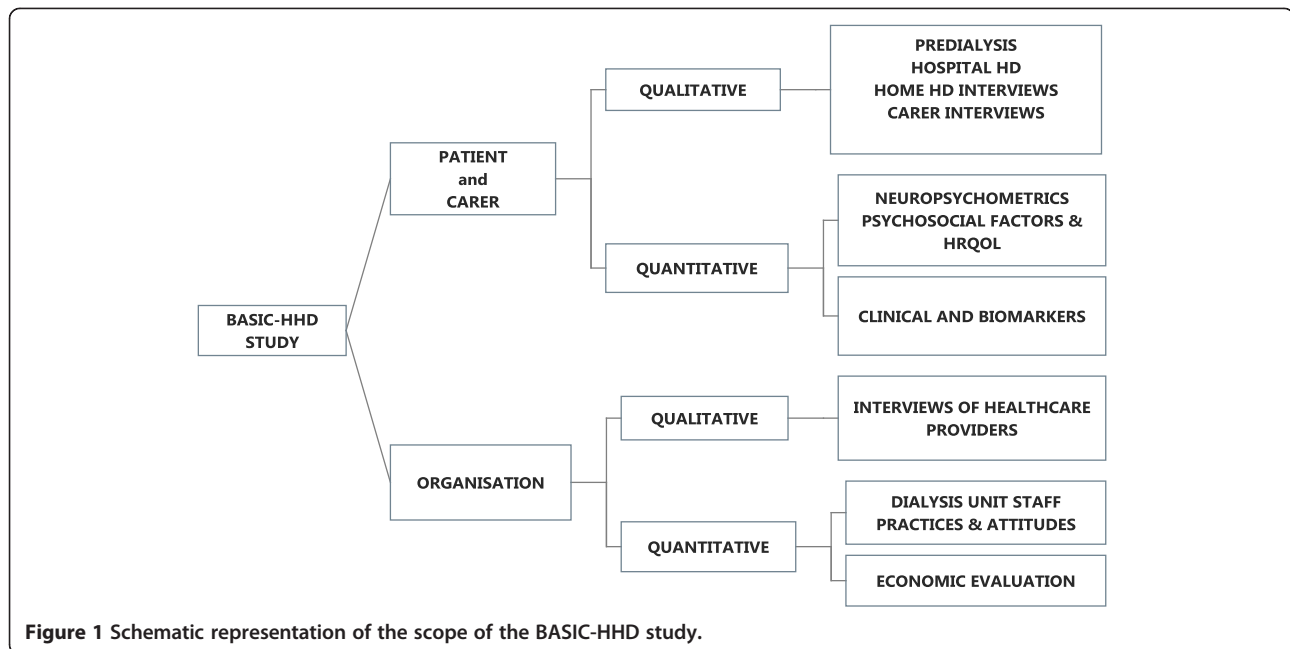 BASIC-HHD
STUDY
PATIENT
and
CARER
QUALITATIVE
PREDIALYSIS
HOSPITAL HD
HOME HD INTERVIEWS
CARER INTERVIEWS
QUANTITATIVE
NEUROPSYCHOMETRICS
PSYCHOSOCIAL FACTORS &
HRQOL
CLINICAL AND BIOMARKERS
ORGANISATION
QUALITATIVE
INTERVIEWS OF HEALTHCARE
PROVIDERS
QUANTITATIVE
DIALYSIS UNIT STAFF
PRACTICES & ATTITUDES
ECONOMIC EVALUATION
Figure 1 Schematic representation of the scope of the BASIC-HHD study.